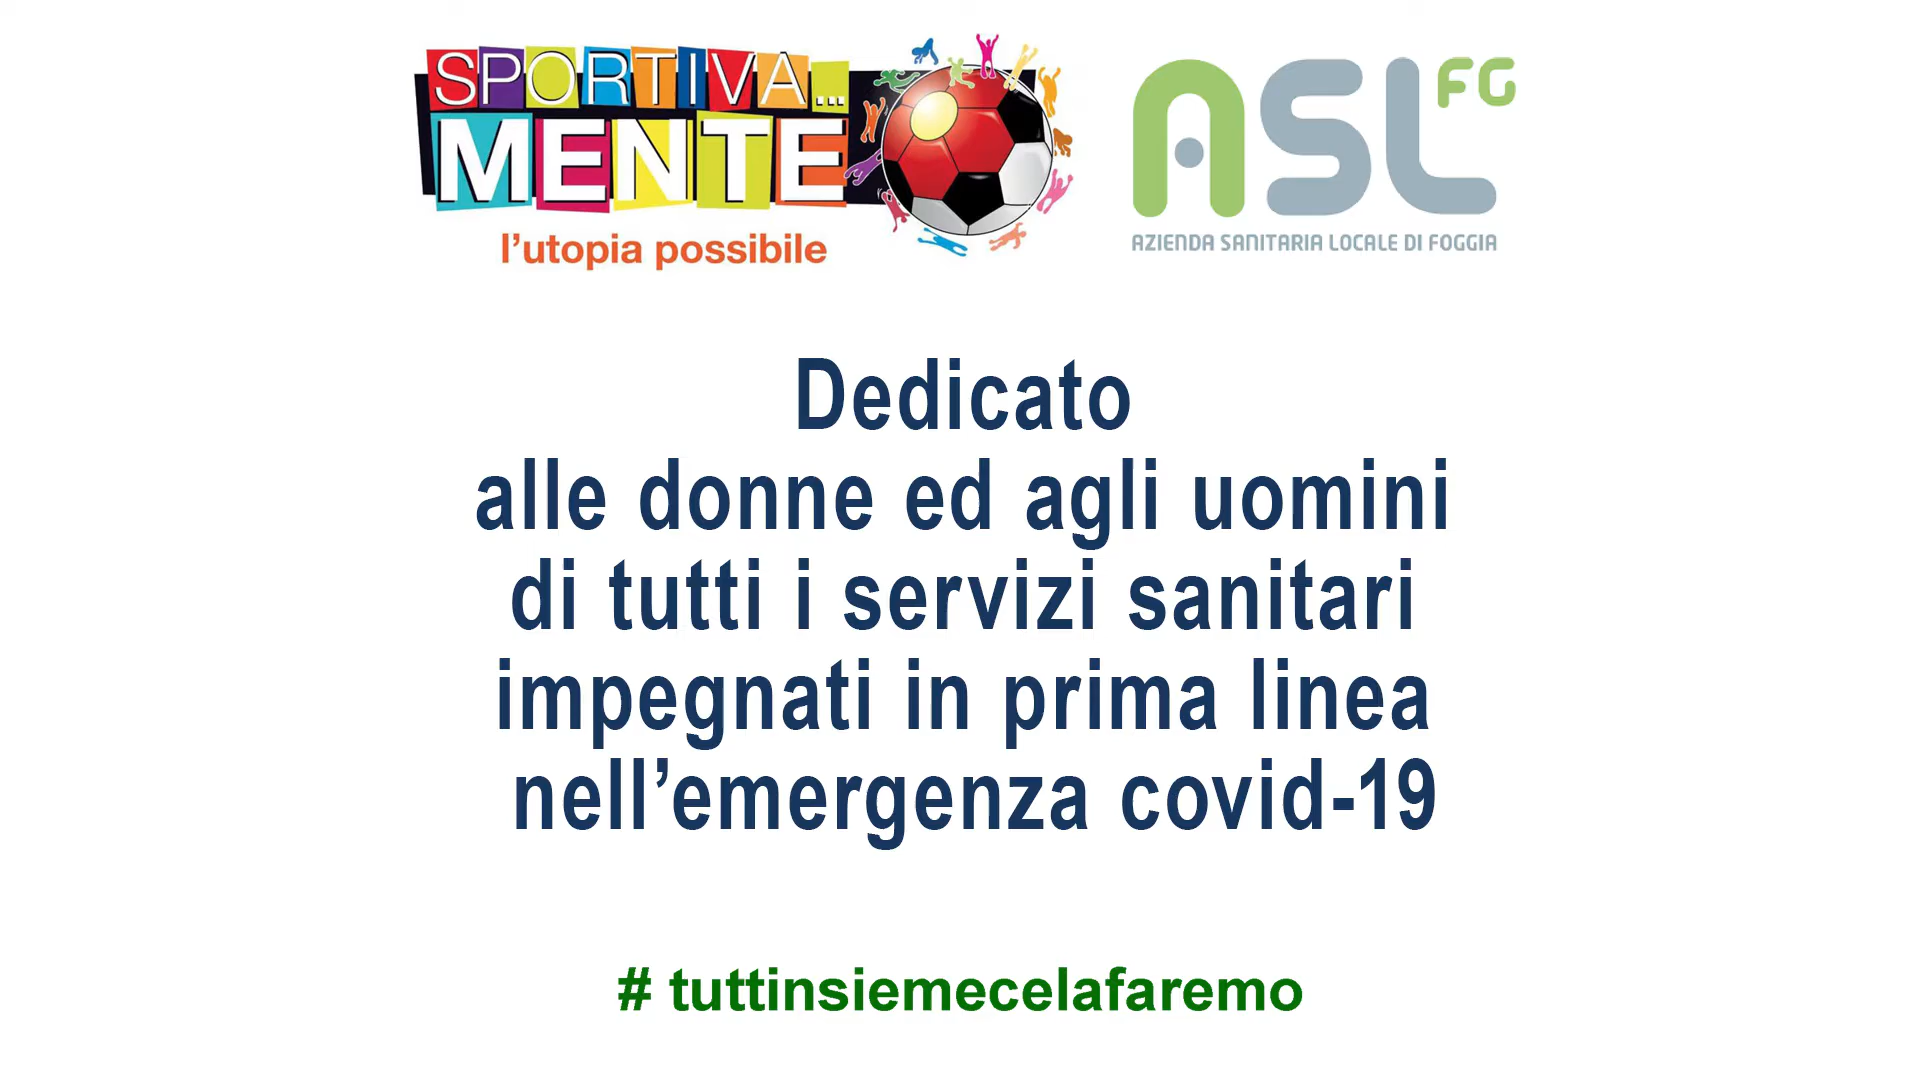 SPORTIVA...
MENTE
l'utopia possibile
ASL FG
AZIENDA SANITARIA LOCALE DI FOGGIA
Dedicato
alle donne ed agli uomini
di tutti i servizi sanitari
impegnati in prima linea
nell’emergenza covid-19
# tuttinsiemecelafaremo